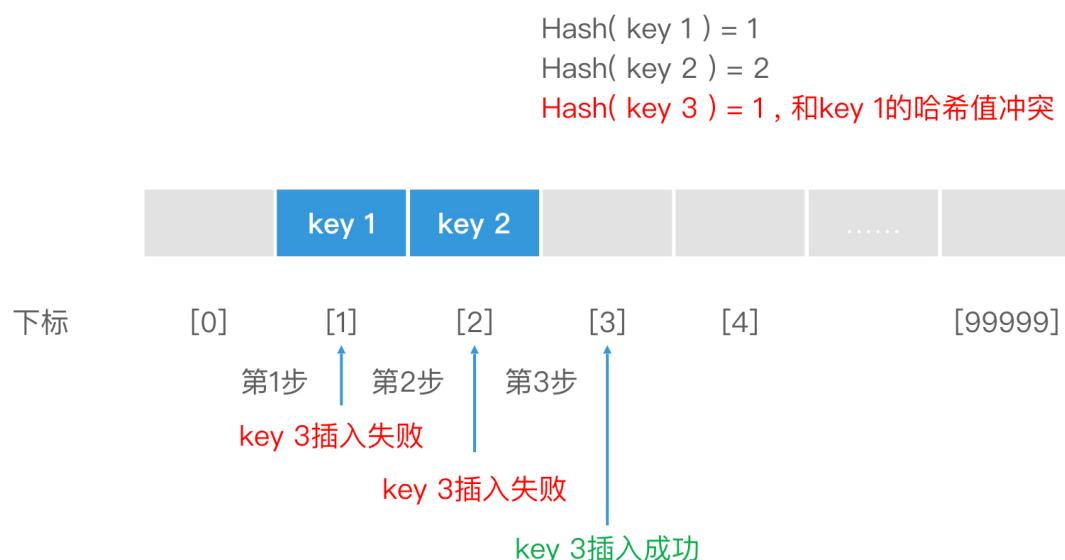 Hash( key 1 ) = 1
Hash( key 2 ) = 2
Hash( key 3 ) = 1 , 和key 1的哈希值冲突
key 1 key 2 ......
下标 [0] [1] [2] [3] [4] [99999]
第1步 第2步 第3步
key 3插入失败
key 3插入失败
key 3插入成功